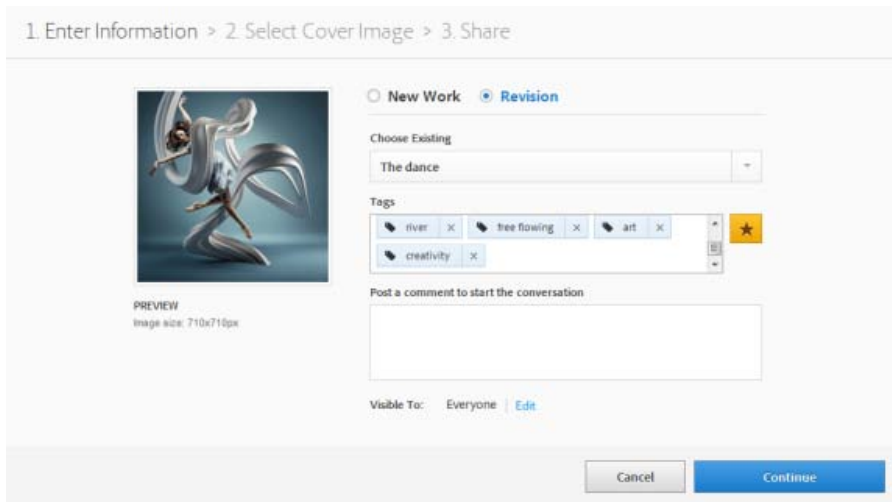 1. Enter Information > 2. Select Cover Image > 3. Share
New Work Revision
Choose Existing
The dance
Tags
river × free flowing × art ×
creativity ×
Post a comment to start the conversation
PREVIEW
Image size: 710x710px
Visible To: Everyone | Edit
Cancel Continue